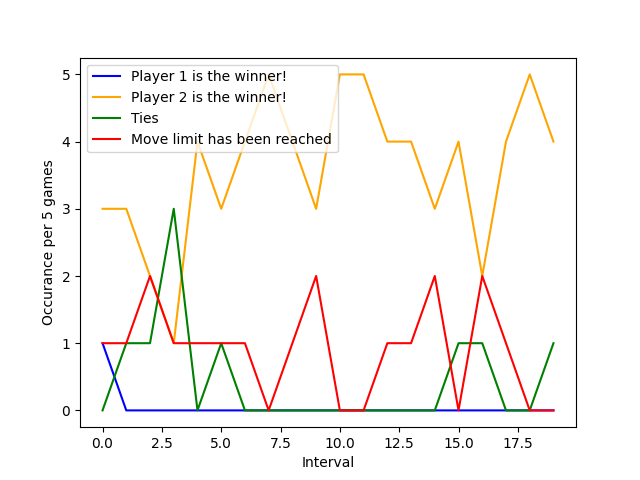 Player 1 is the winner!
Player 2 is the winner!
Ties
Move limit has been reached
Occurance per 5 games
5
4
3
2
1
0
0.0 2.5 5.0 7.5 10.0 12.5 15.0 17.5
Interval